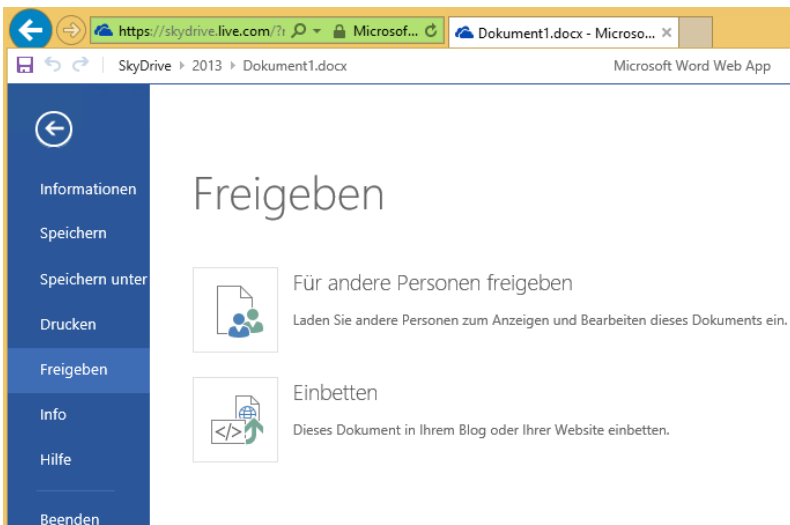 https://skydrive.live.com/?r Microsof... Dokument1.docx - Microso...
SkyDrive 2013 Dokument1.docx Microsoft Word Web App
Informationen
Speichern
Speichern unter
Drucken
Freigeben
Info
Hilfe
Beenden
Freigeben
Für andere Personen freigeben
Laden Sie andere Personen zum Anzeigen und Bearbeiten dieses Dokuments ein.
Einbetten
Dieses Dokument in Ihrem Blog oder Ihrer Website einbetten.